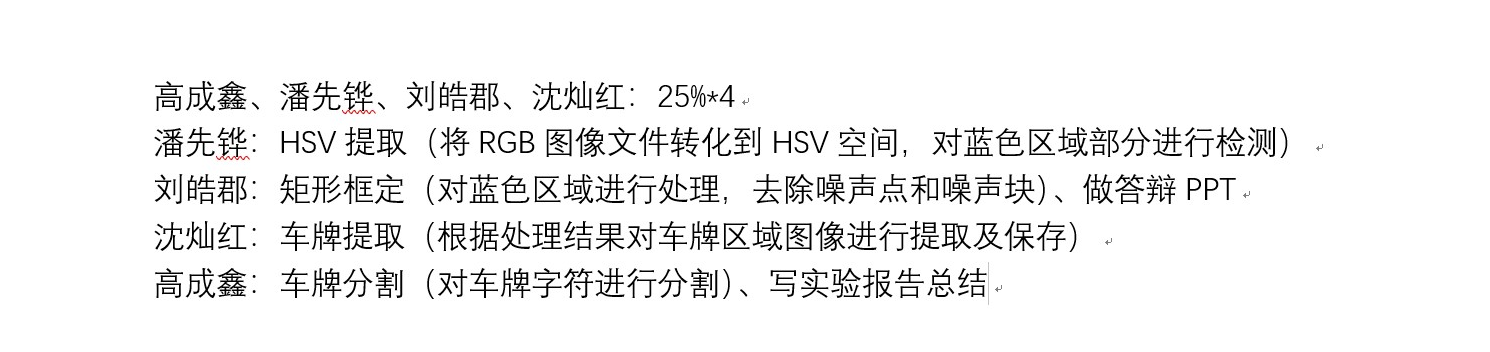 高成鑫、潘先铧、刘皓郡、沈灿红：25%*4
潘先铧：HSV 提取（将 RGB 图像文件转化到 HSV 空间，对蓝色区域部分进行检测）
刘皓郡：矩形框定（对蓝色区域进行处理，去除噪声点和噪声块）、做答辩 PPT
沈灿红：车牌提取（根据处理结果对车牌区域图像进行提取及保存）
高成鑫：车牌分割（对车牌字符进行分割）、写实验报告总结